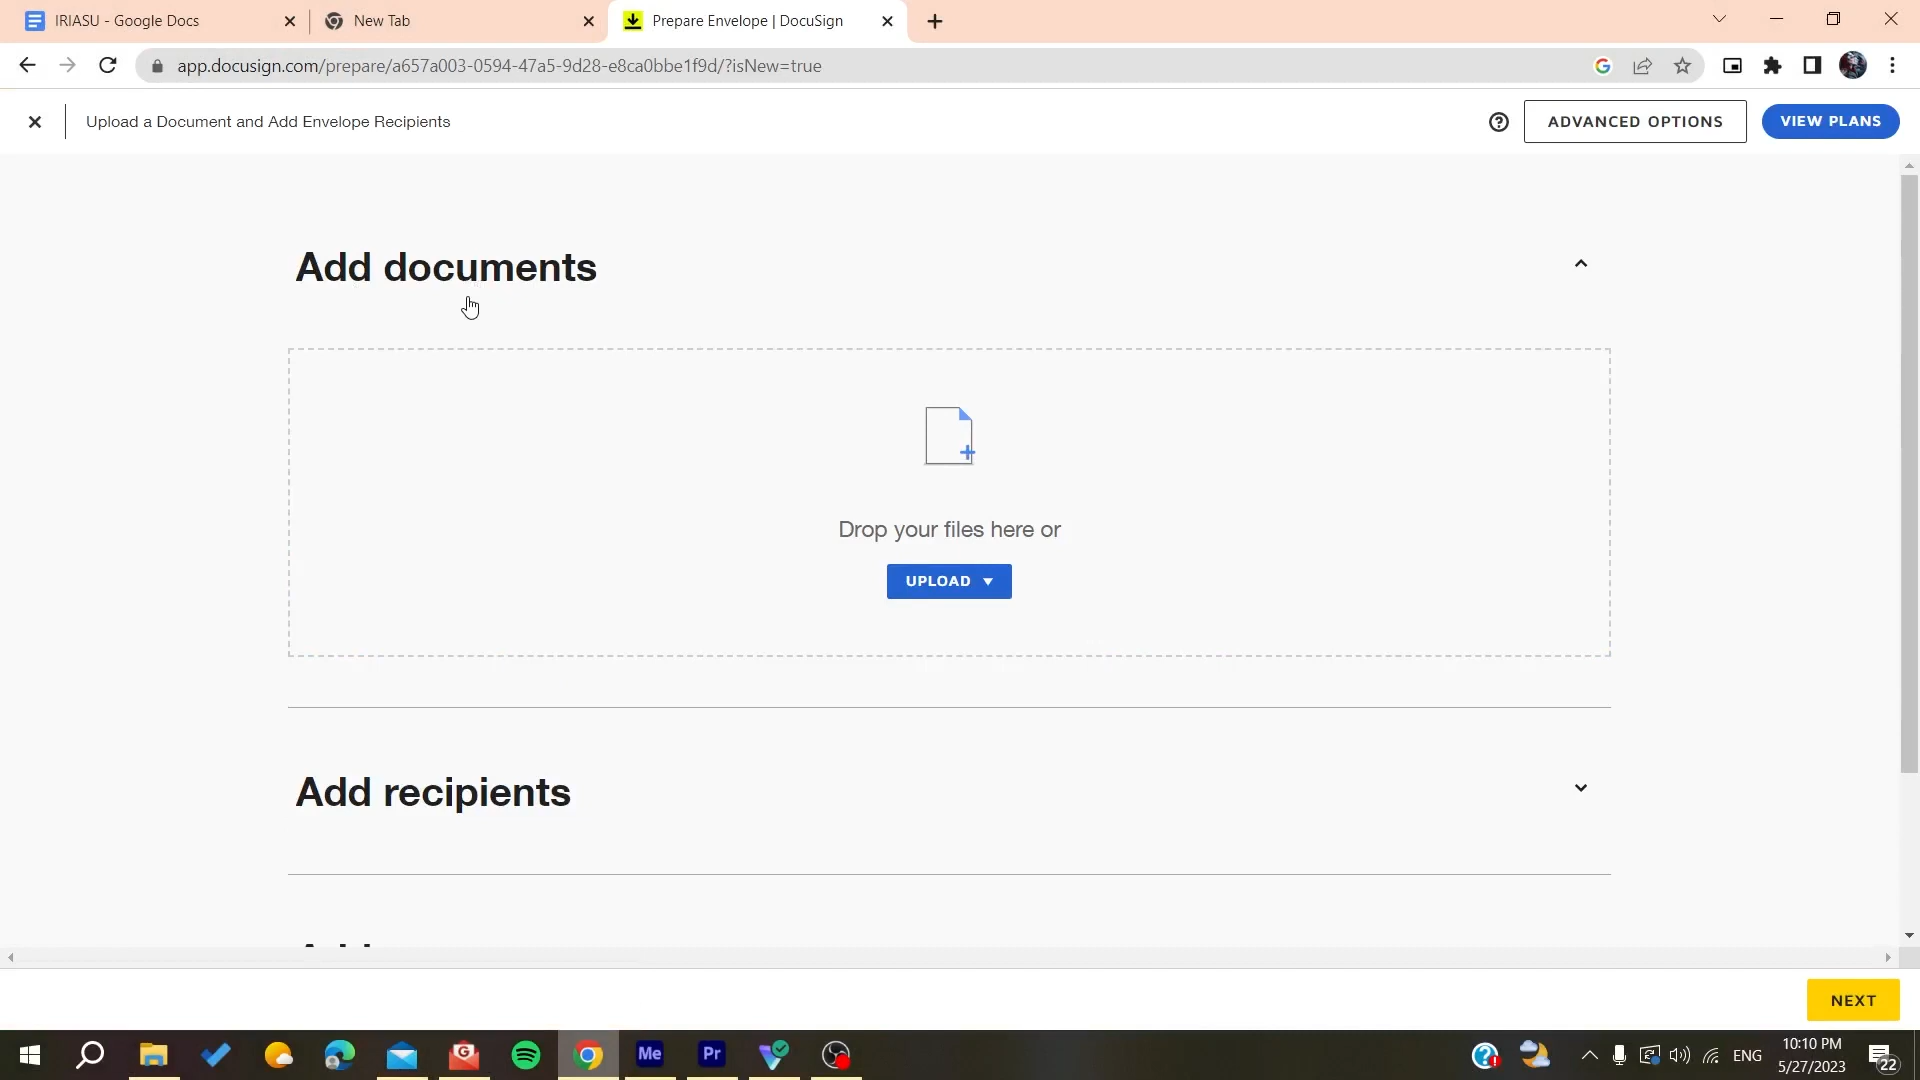 IRIASU - Google Docs
New Tab
Prepare Envelope | DocuSign
app.docusign.com/prepare/a657a003-0594-47a5-9d28-e8ca0bbe1f9d/?isNew=true
Upload a Document and Add Envelope Recipients
ADVANCED OPTIONS
VIEW PLANS
Add documents
Drop your files here or
UPLOAD
Add recipients
NEXT
Me
Pr
ENG
10:10 PM
5/27/2023
22